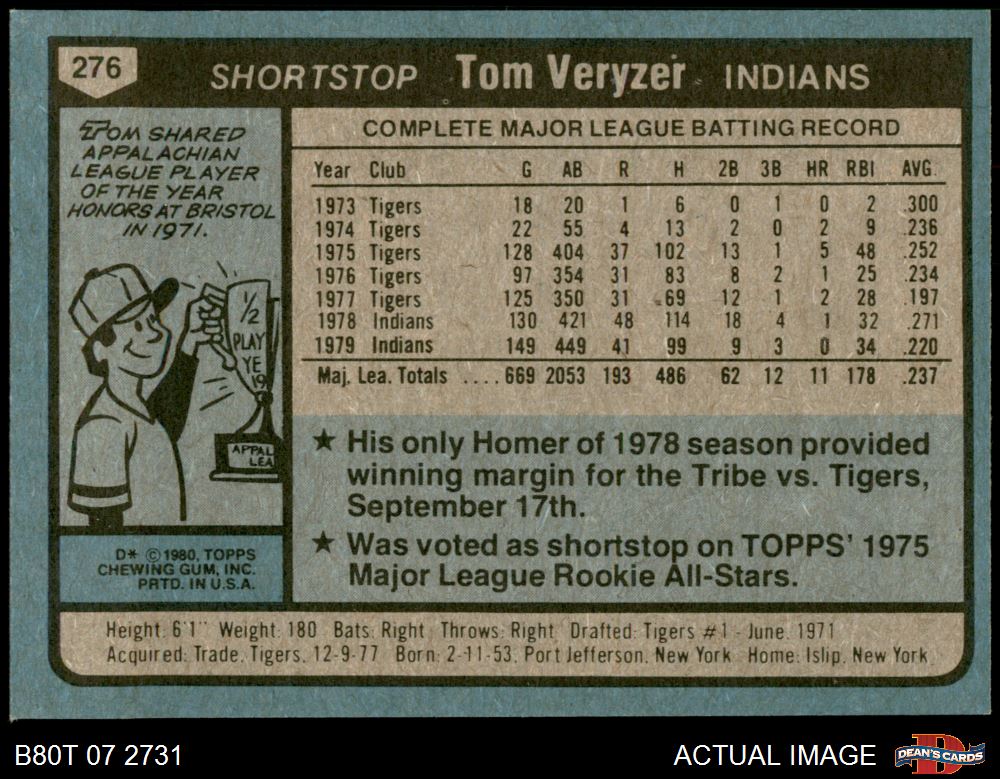 276 SHORTSTOP Tom Veryzer INDIANS
TOM SHARED
APPALACHIAN
LEAGUE PLAYER
OF THE YEAR
HONORS AT BRISTOL
IN 1971.
1/2
PLAY
YE
19
APPAL
LEA
D* © 1980, TOPPS
CHEWING GUM, INC.
PRTD. IN U.S.A.
COMPLETE MAJOR LEAGUE BATTING RECORD
Year Club G AB R H 2B 3B HR RBI AVG.
1973 Tigers 18 20 1 6 0 1 0 2 .300
1974 Tigers 22 55 4 13 2 0 2 9 .236
1975 Tigers 128 404 37 102 13 1 5 48 .252
1976 Tigers 97 354 31 83 8 2 1 25 .234
1977 Tigers 125 350 31 69 12 1 2 28 .197
1978 Indians 130 421 48 114 18 4 1 32 .271
1979 Indians 149 449 41 99 9 3 0 34 .220
Maj. Lea. Totals ....669 2053 193 486 62 12 11 178 .237
★ His only Homer of 1978 season provided
winning margin for the Tribe vs. Tigers,
September 17th.
★ Was voted as shortstop on TOPPS' 1975
Major League Rookie All-Stars.
Height: 6'1" Weight: 180 Bats: Right Throws: Right Drafted: Tigers #1 - June, 1971
Acquired: Trade, Tigers, 12-9-77 Born: 2-11-53, Port Jefferson, New York Home: Islip, New York
B80T 07 2731 ACTUAL IMAGE DEAN'S CARDS